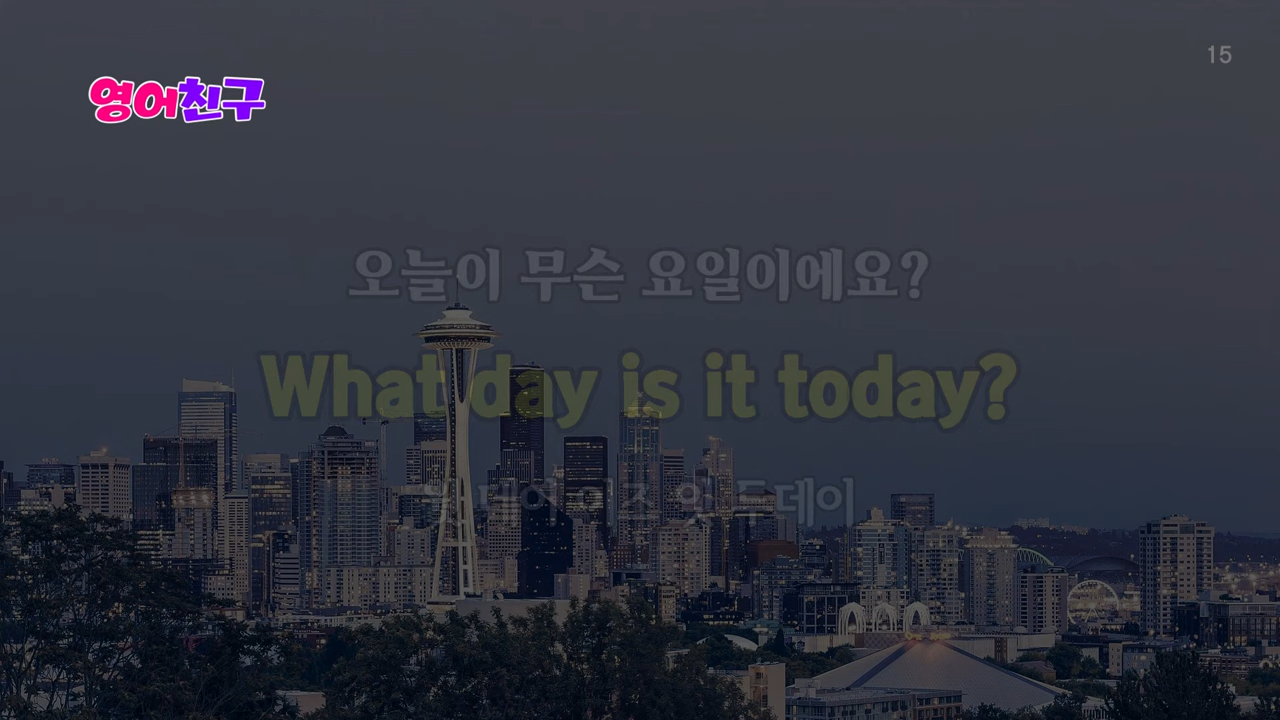 15
영어친구
오늘이 무슨 요일이에요?
What day is it today?
왓 데이 이즈 잇 투데이